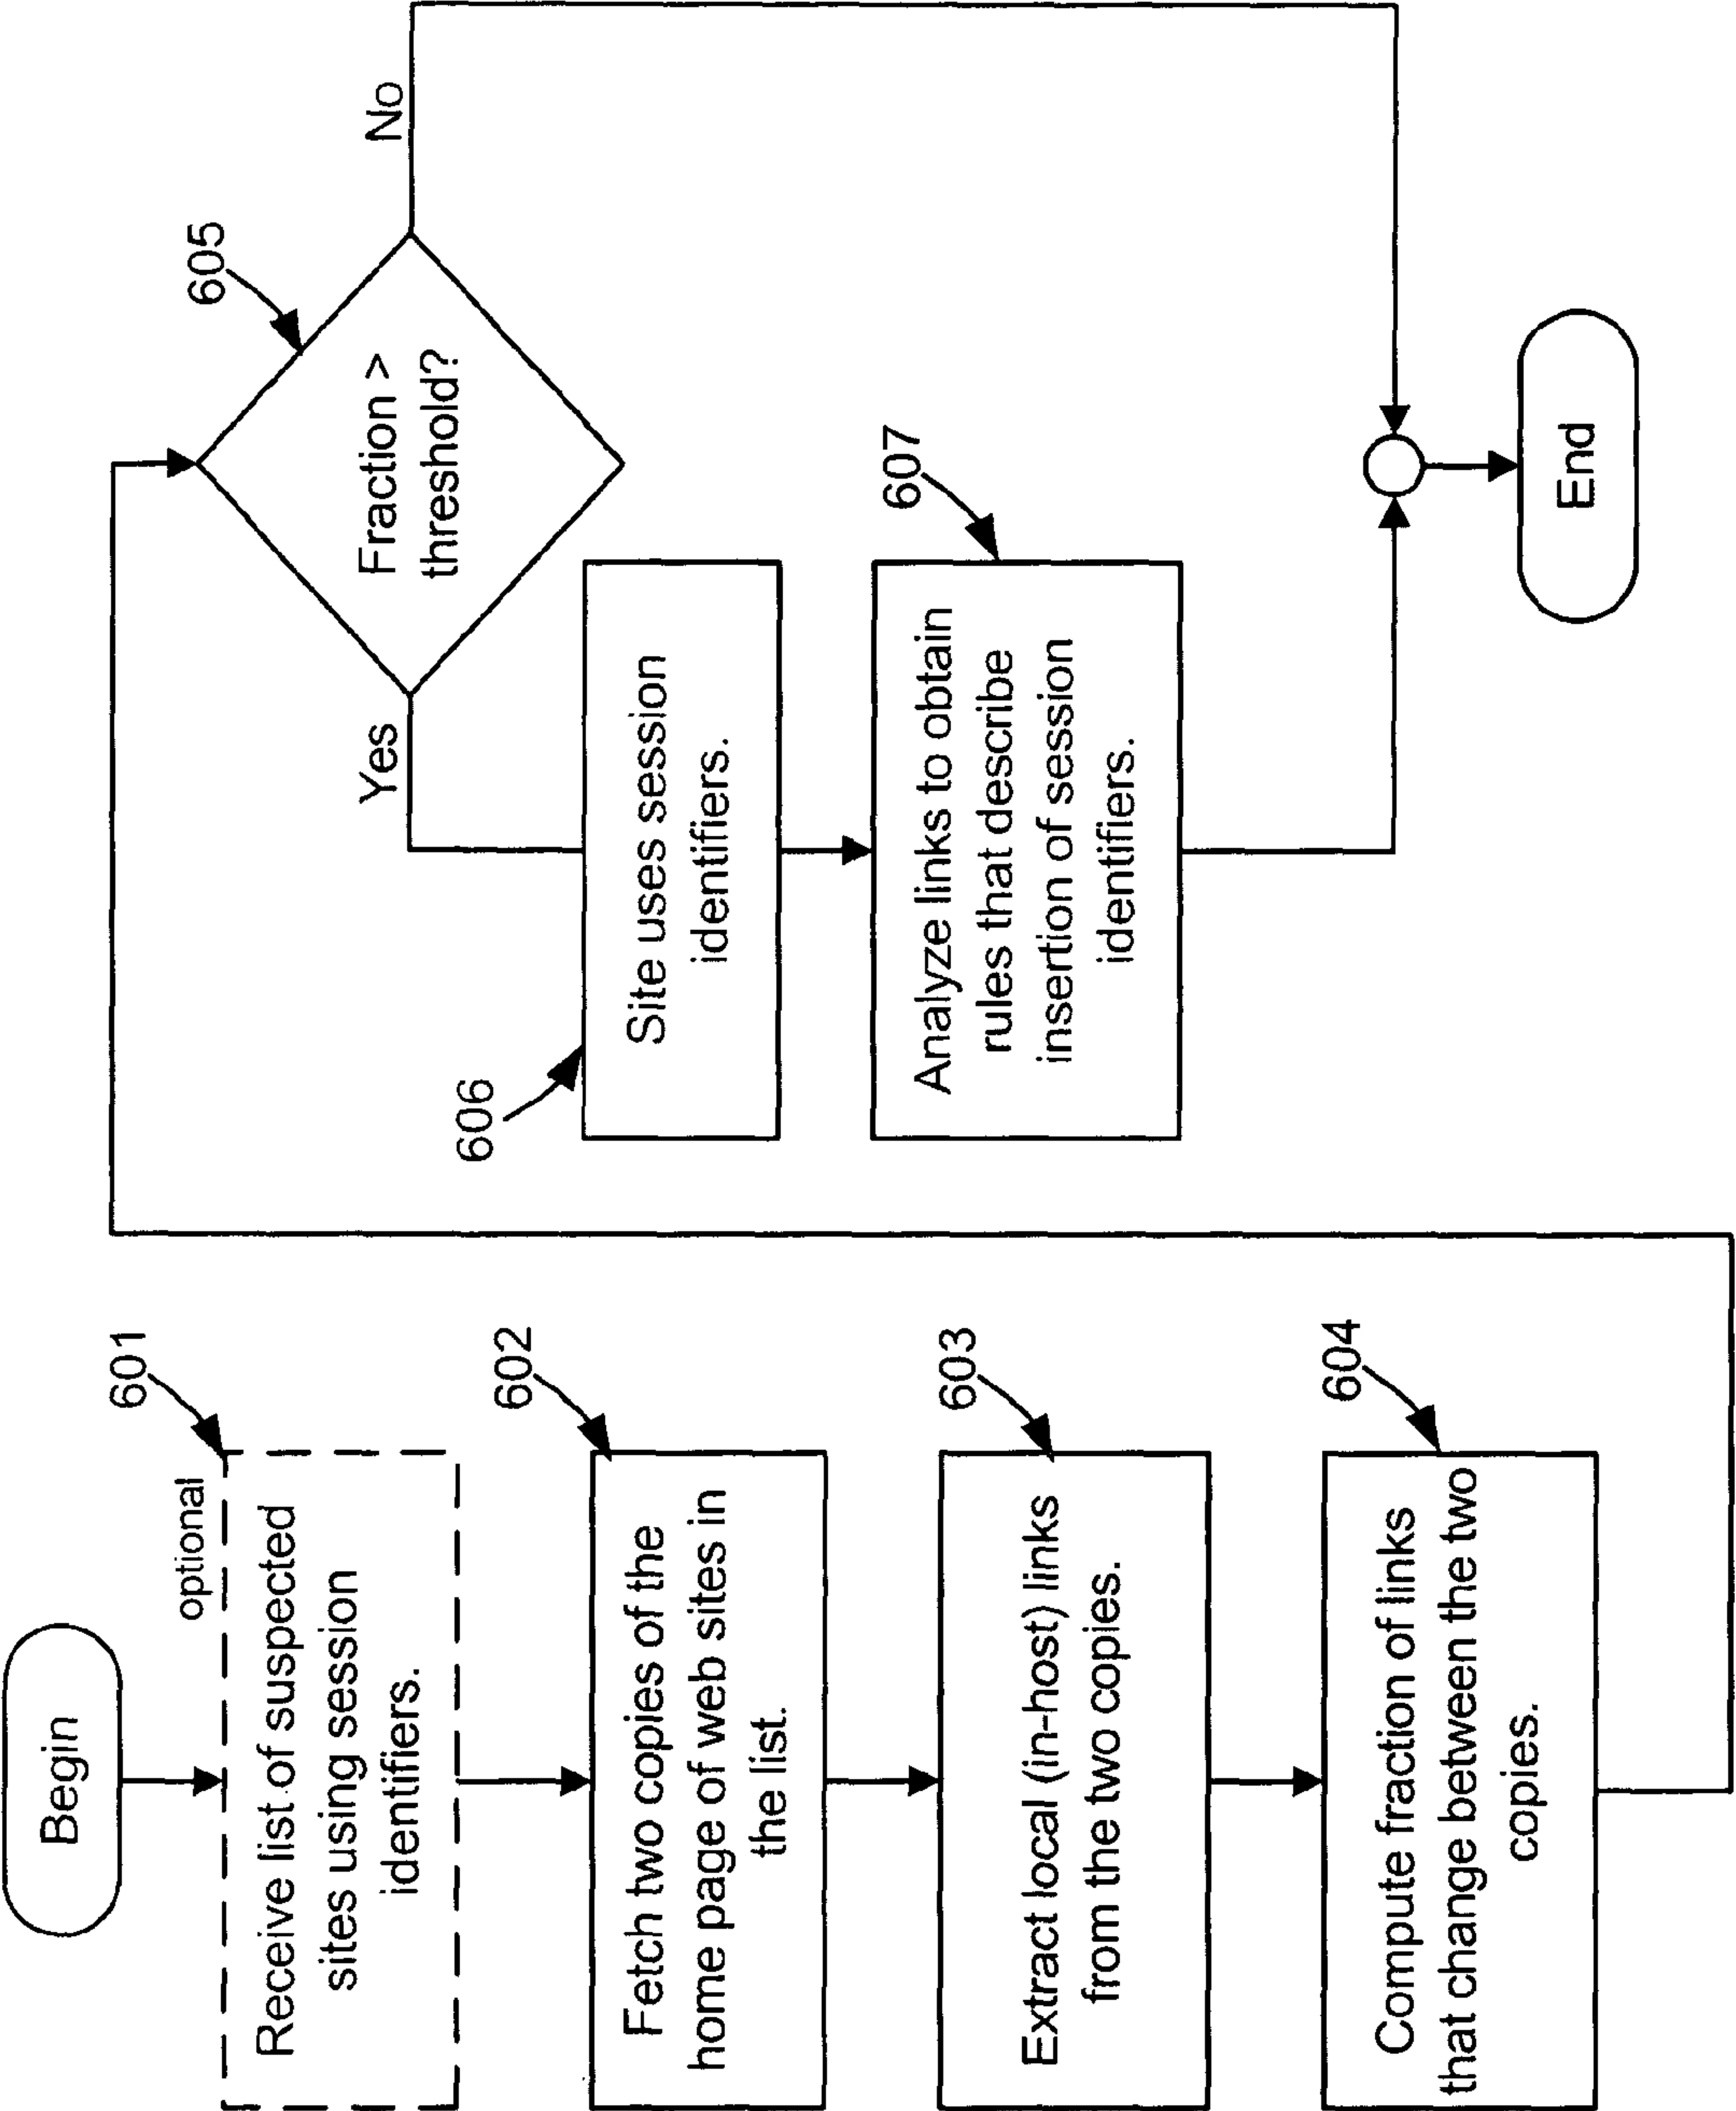 Begin
optional
601
Receive list of suspected
sites using session
identifiers.
602
Fetch two copies of the
home page of web sites in
the list.
603
Extract local (in-host) links
from the two copies.
604
Compute fraction of links
that change between the two
copies.
605
Fraction >
threshold?
Yes
No
606
Site uses session
identifiers.
607
Analyze links to obtain
rules that describe
insertion of session
identifiers.
End